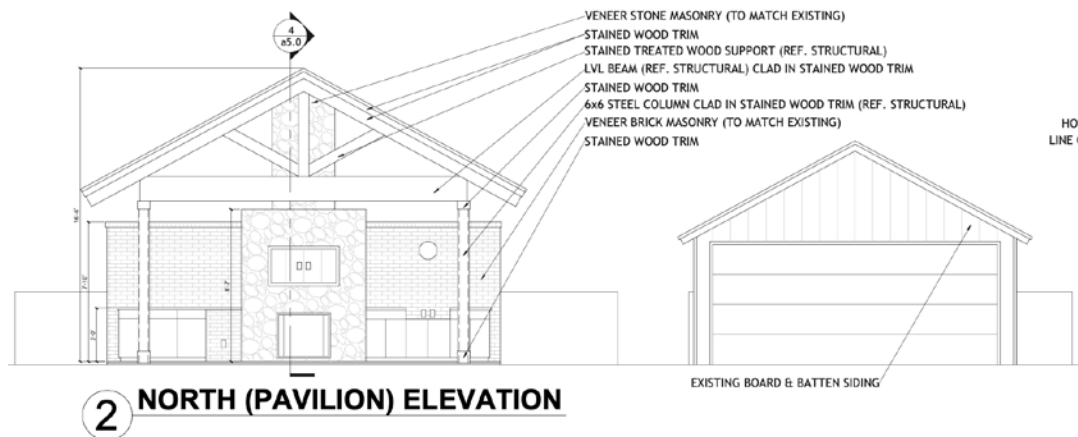 4
a5.0
VENEER STONE MASONRY (TO MATCH EXISTING)
STAINED WOOD TRIM
STAINED TREATED WOOD SUPPORT (REF. STRUCTURAL)
LVL BEAM (REF. STRUCTURAL) CLAD IN STAINED WOOD TRIM
STAINED WOOD TRIM
6x6 STEEL COLUMN CLAD IN STAINED WOOD TRIM (REF. STRUCTURAL)
VENEER BRICK MASONRY (TO MATCH EXISTING)
STAINED WOOD TRIM
HO
LINE
EXISTING BOARD & BATTEN SIDING
2
NORTH (PAVILION) ELEVATION